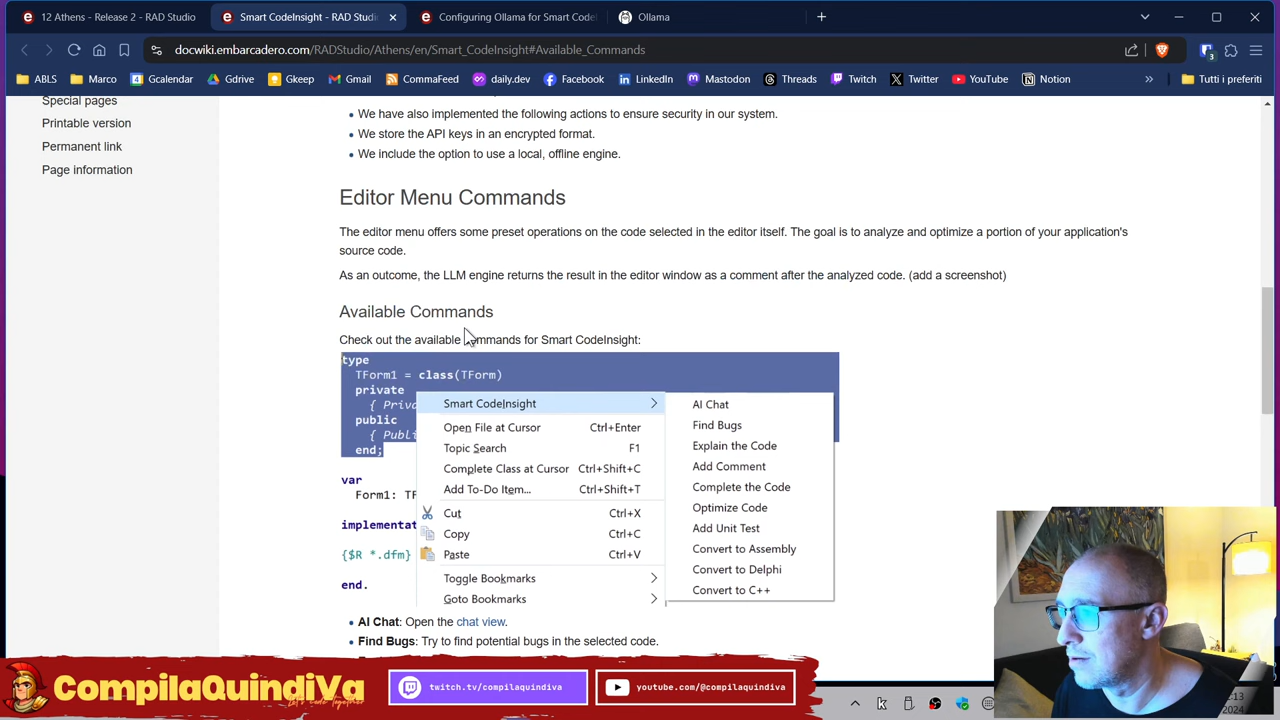 12 Athens - Release 2 - RAD Studio
Smart CodeInsight - RAD Studi
Configuring Ollama for Smart Code
Ollama
docwiki.embarcadero.com/RADStudio/Athens/en/Smart_CodeInsight#Available_Commands
3
ABLS
Marco
Gcalendar
Gdrive
Gkeep
Gmail
CommaFeed
daily.dev
Facebook
LinkedIn
Mastodon
Threads
Twitch
Twitter
YouTube
Notion
»
Tutti i preferiti
Special pages
Printable version
Permanent link
Page information
• We have also implemented the following actions to ensure security in our system.
• We store the API keys in an encrypted format.
• We include the option to use a local, offline engine.
Editor Menu Commands
The editor menu offers some preset operations on the code selected in the editor itself. The goal is to analyze and optimize a portion of your application's
source code.
As an outcome, the LLM engine returns the result in the editor window as a comment after the analyzed code. (add a screenshot)
Available Commands
Check out the available commands for Smart CodeInsight:
type
TForm1 = class(TForm)
private
{ Priva
public
{ Publi
end;
var
Form1: TF
implementat
{$R *.dfm}
end.
Smart CodeInsight
Open File at Cursor Ctrl+Enter
Topic Search F1
Complete Class at Cursor Ctrl+Shift+C
Add To-Do Item... Ctrl+Shift+T
Cut Ctrl+X
Copy Ctrl+C
Paste Ctrl+V
Toggle Bookmarks
Goto Bookmarks
AI Chat
Find Bugs
Explain the Code
Add Comment
Complete the Code
Optimize Code
Add Unit Test
Convert to Assembly
Convert to Delphi
Convert to C++
• AI Chat: Open the chat view.
• Find Bugs: Try to find potential bugs in the selected code.
CompilaQuindiVa
Let's code Together
twitch.tv/compilaquindiva
youtube.com/@compilaquindiva